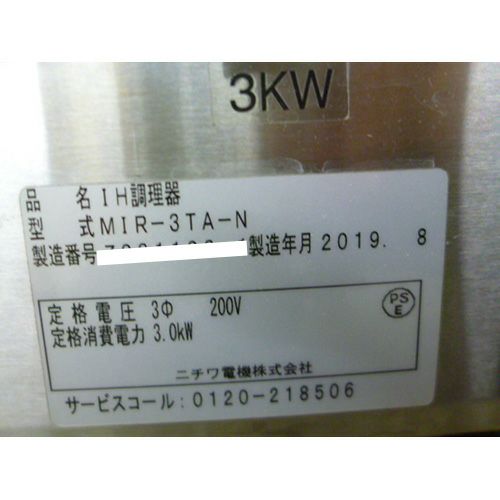 3KW
品 名 IH調理器
型 式 MIR-3TA-N
製造番号 製造年月 2019. 8
定格電圧 3Φ 200V
定格消費電力 3.0kW
PS
E
ニチワ電機株式会社
サービスコール:0120-218506